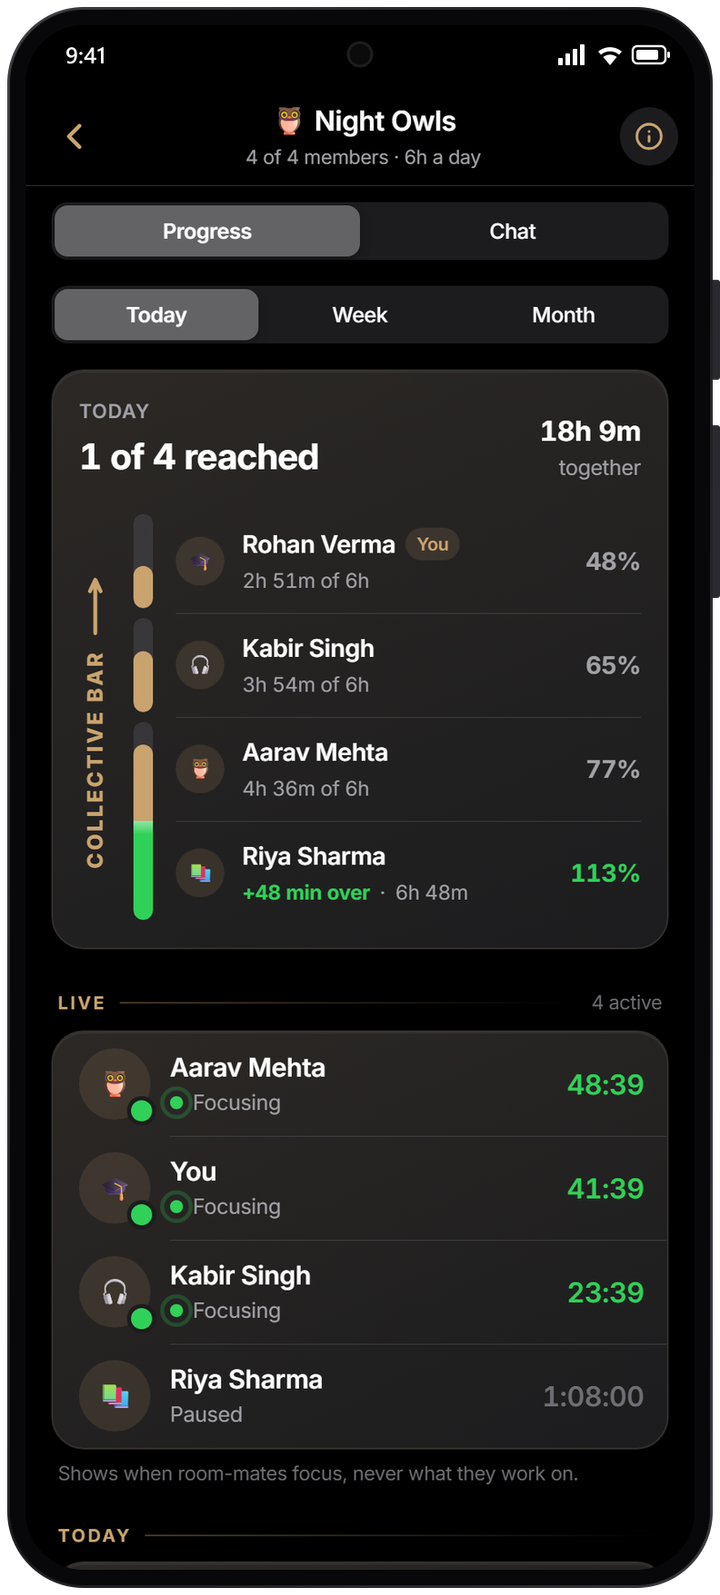 9:41
Night Owls
4 of 4 members · 6h a day
Progress
Chat
Today
Week
Month
TODAY
1 of 4 reached
18h 9m
together
COLLECTIVE BAR
Rohan Verma You
2h 51m of 6h
48%
Kabir Singh
3h 54m of 6h
65%
Aarav Mehta
4h 36m of 6h
77%
Riya Sharma
+48 min over · 6h 48m
113%
LIVE
4 active
Aarav Mehta
Focusing
48:39
You
Focusing
41:39
Kabir Singh
Focusing
23:39
Riya Sharma
Paused
1:08:00
Shows when room-mates focus, never what they work on.
TODAY